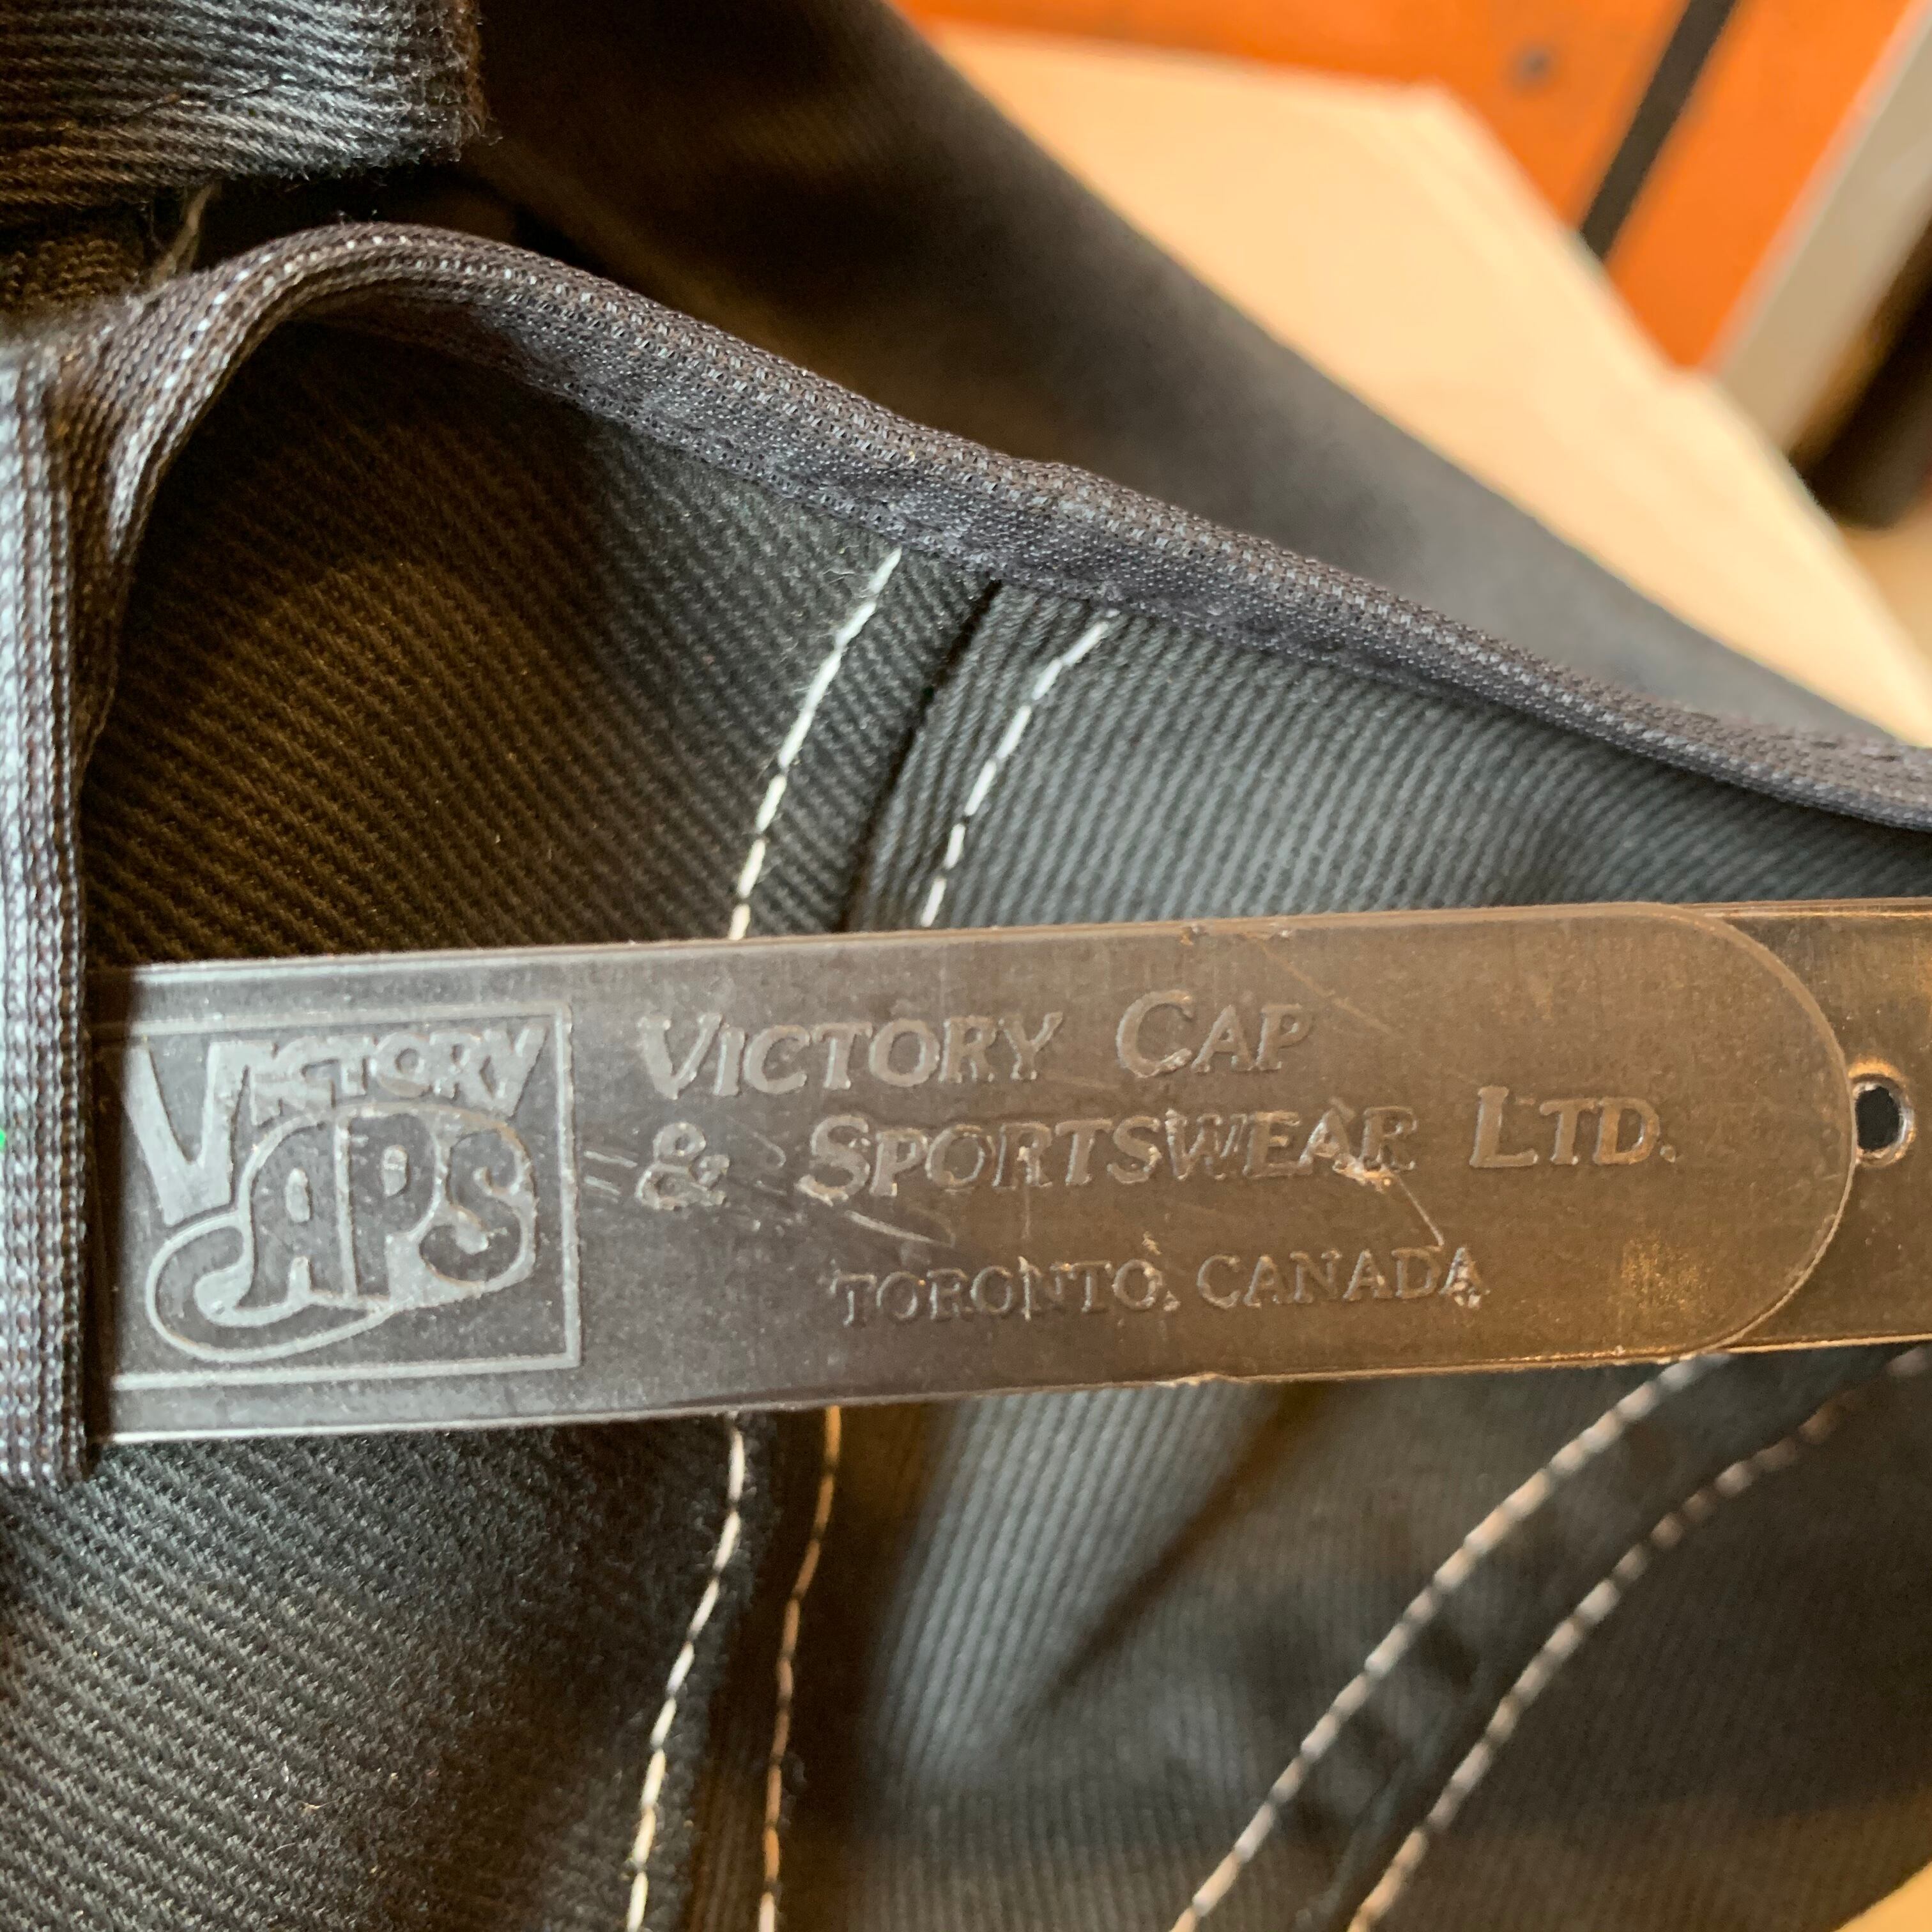 VICTORY
CAPS
VICTORY CAP
& SPORTSWEAR LTD.
TORONTO, CANADA